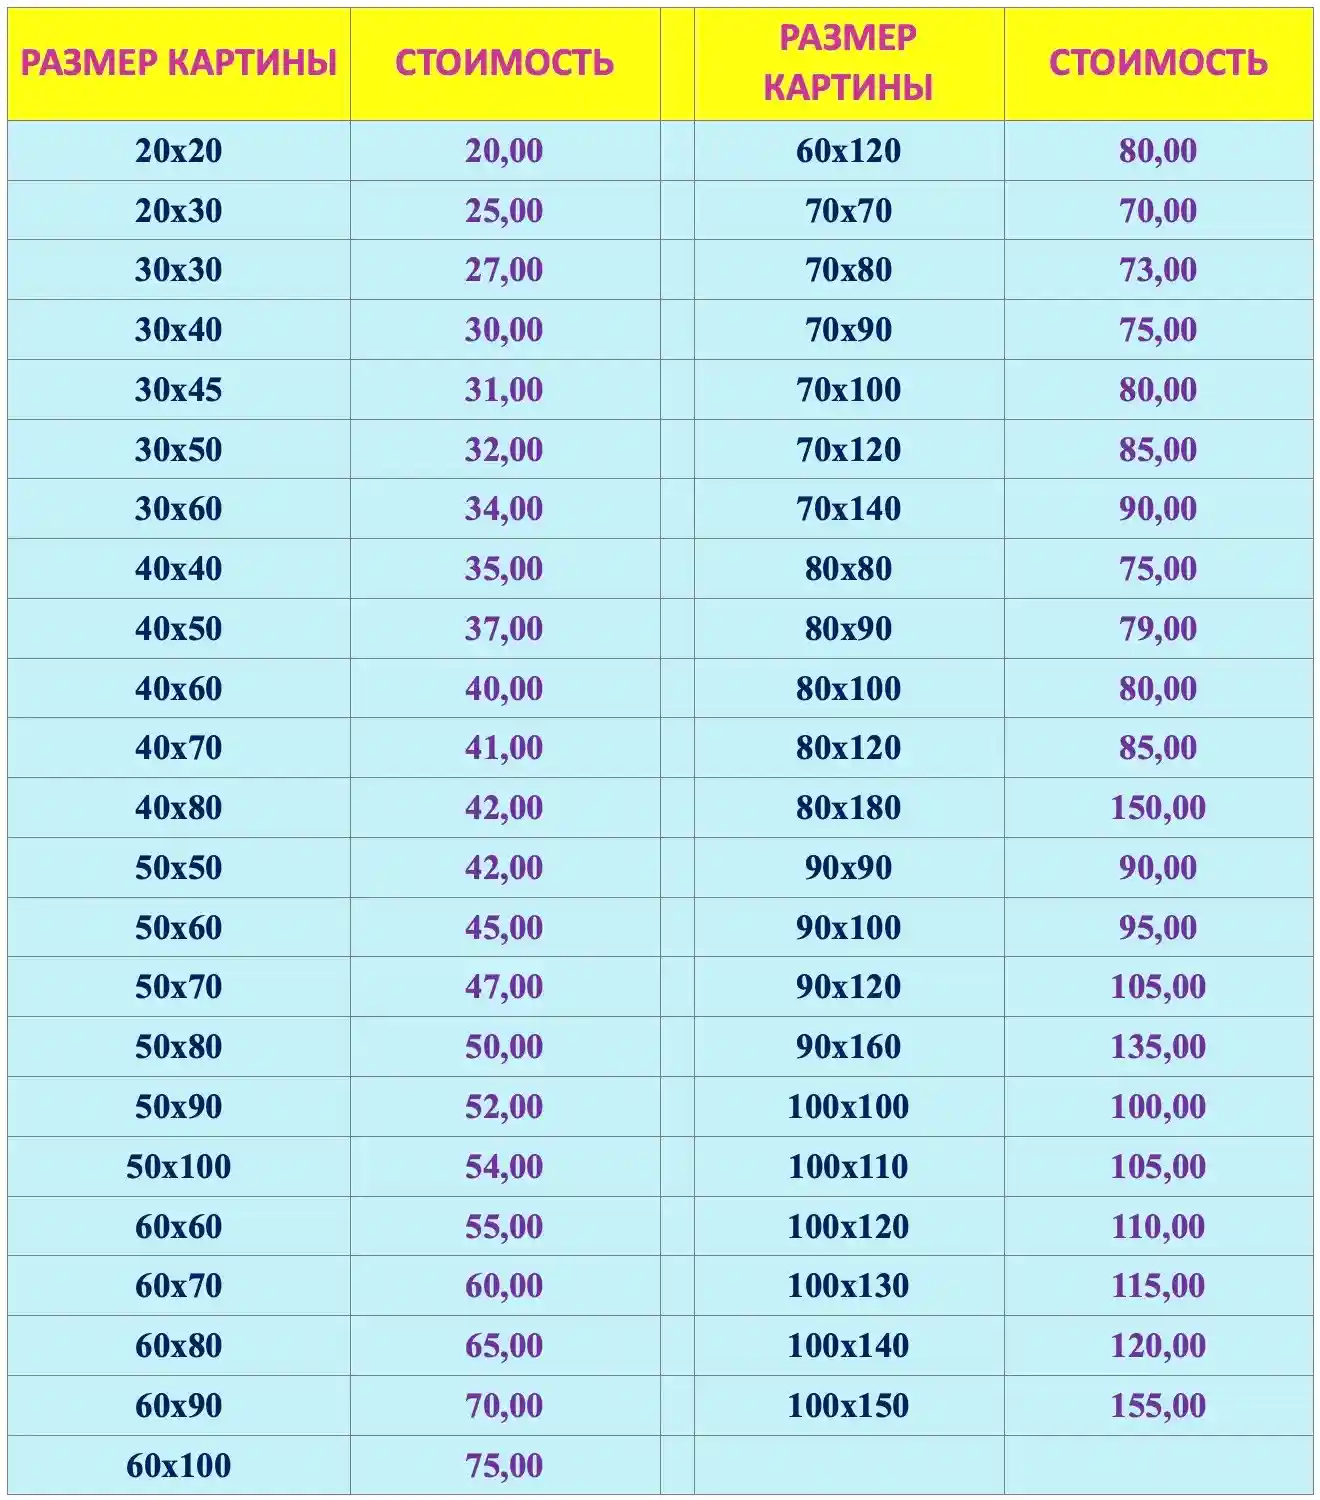 РАЗМЕР КАРТИНЫ СТОИМОСТЬ РАЗМЕР КАРТИНЫ СТОИМОСТЬ
20x20 20,00 60x120 80,00
20x30 25,00 70x70 70,00
30x30 27,00 70x80 73,00
30x40 30,00 70x90 75,00
30x45 31,00 70x100 80,00
30x50 32,00 70x120 85,00
30x60 34,00 70x140 90,00
40x40 35,00 80x80 75,00
40x50 37,00 80x90 79,00
40x60 40,00 80x100 80,00
40x70 41,00 80x120 85,00
40x80 42,00 80x180 150,00
50x50 42,00 90x90 90,00
50x60 45,00 90x100 95,00
50x70 47,00 90x120 105,00
50x80 50,00 90x160 135,00
50x90 52,00 100x100 100,00
50x100 54,00 100x110 105,00
60x60 55,00 100x120 110,00
60x70 60,00 100x130 115,00
60x80 65,00 100x140 120,00
60x90 70,00 100x150 155,00
60x100 75,00